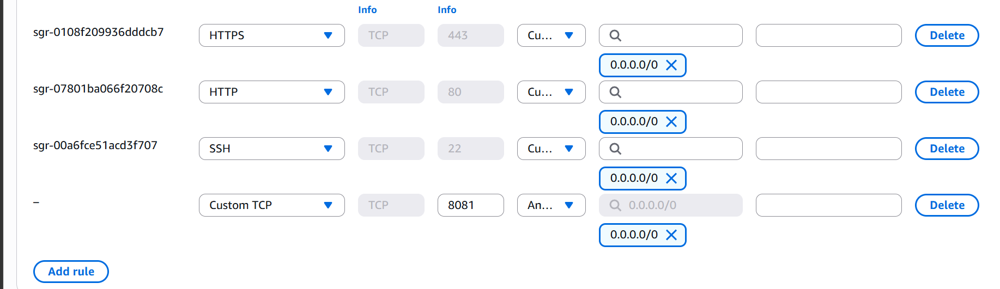 Info Info
sgr-0108f209936dddcb7 HTTPS TCP 443 Cu... Delete
0.0.0.0/0
sgr-07801ba066f20708c HTTP TCP 80 Cu... Delete
0.0.0.0/0
sgr-00a6fce51acd3f707 SSH TCP 22 Cu... Delete
0.0.0.0/0
– Custom TCP TCP 8081 An... 0.0.0.0/0 Delete
0.0.0.0/0
Add rule